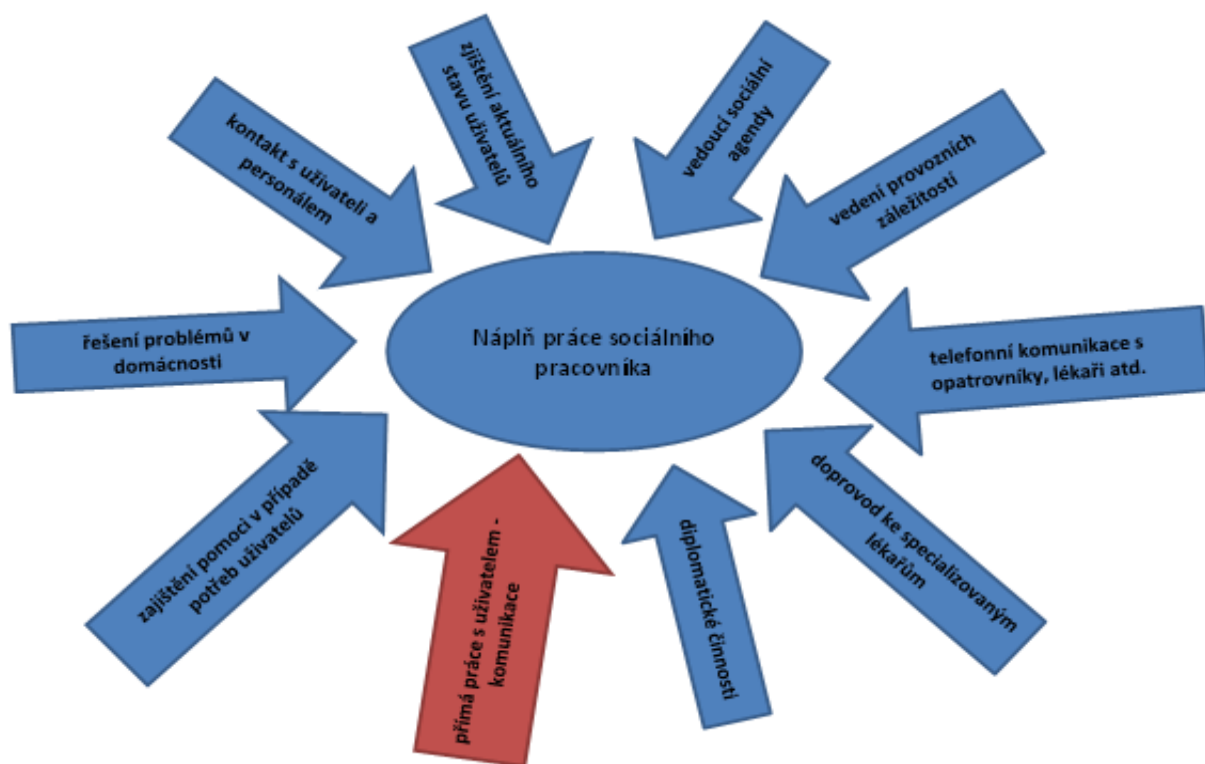 zjištění aktuálního
stavu uživatelů
vedoucí sociální
agendy
kontakt s uživateli a
personálem
vedení provozních
záležitostí
řešení problémů v
domácnosti
Náplň práce sociálního
pracovníka
telefonní komunikace s
opatrovníky, lékaři atd.
zajištění pomoci v případě
potřeb uživatelů
přímá práce s uživatelem -
komunikace
diplomatické činnosti
doprovod ke specializovaným
lékařům